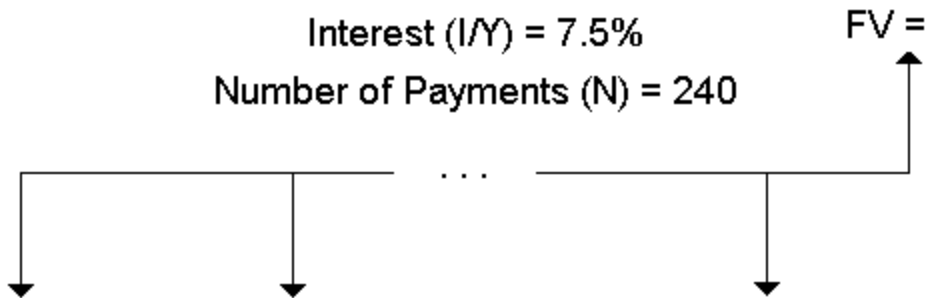 Interest (I/Y) = 7.5%
FV =
Number of Payments (N) = 240
. . .